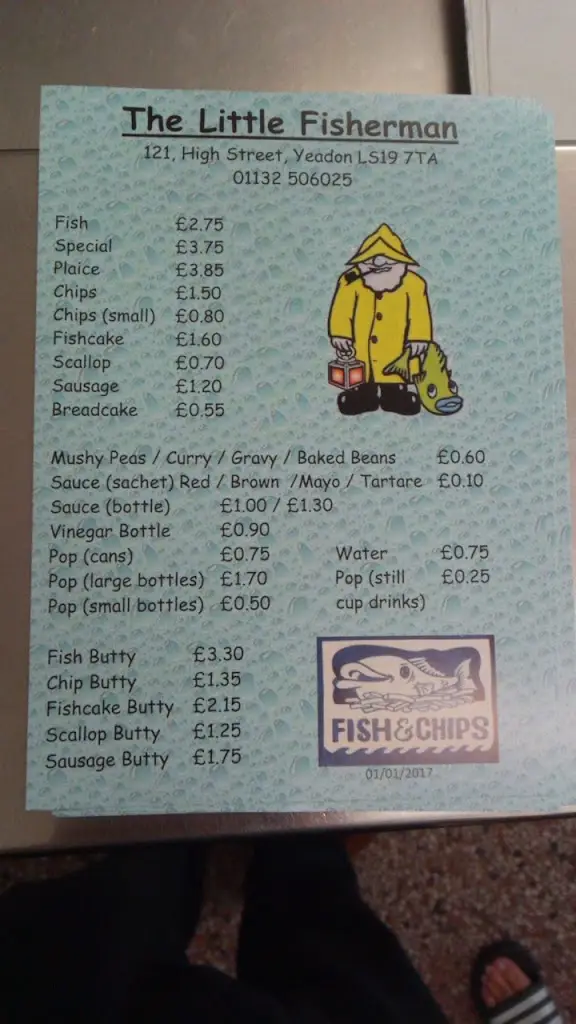 The Little Fisherman
121, High Street, Yeadon LS19 7TA
01132 506025
Fish £2.75
Special £3.75
Plaice £3.85
Chips £1.50
Chips (small) £0.80
Fishcake £1.60
Scallop £0.70
Sausage £1.20
Breadcake £0.55
Mushy Peas / Curry / Gravy / Baked Beans £0.60
Sauce (sachet) Red / Brown /Mayo / Tartare £0.10
Sauce (bottle) £1.00 / £1.30
Vinegar Bottle £0.90
Pop (cans) £0.75 Water £0.75
Pop (large bottles) £1.70 Pop (still £0.25
Pop (small bottles) £0.50 cup drinks)
Fish Butty £3.30
Chip Butty £1.35
Fishcake Butty £2.15
Scallop Butty £1.25
Sausage Butty £1.75
FISH&CHIPS
01/01/2017